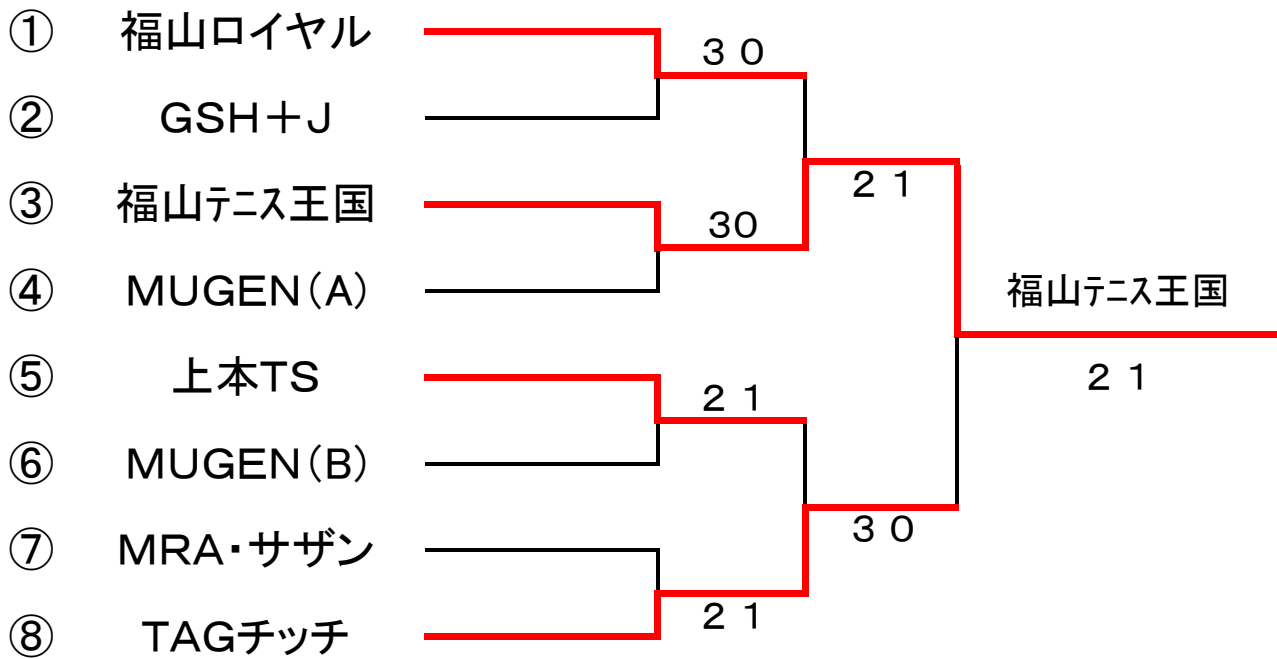 ① 福山ロイヤル
３０
② GSH＋J
③ 福山ﾃﾆｽ王国
２１
30
④ MUGEN（A）
福山ﾃﾆｽ王国
⑤ 上本TS
２１
２１
⑥ MUGEN（B）
３０
⑦ MRA・サザン
２１
⑧ TAGチッチ